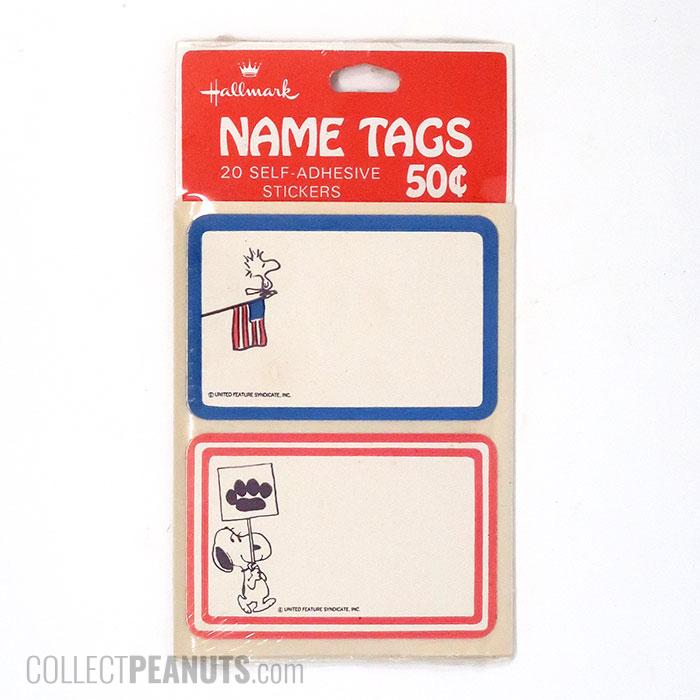 Hallmark
NAME TAGS
20 SELF-ADHESIVE
STICKERS
50¢
© UNITED FEATURE SYNDICATE, INC.
© UNITED FEATURE SYNDICATE, INC.
COLLECTPEANUTS.com